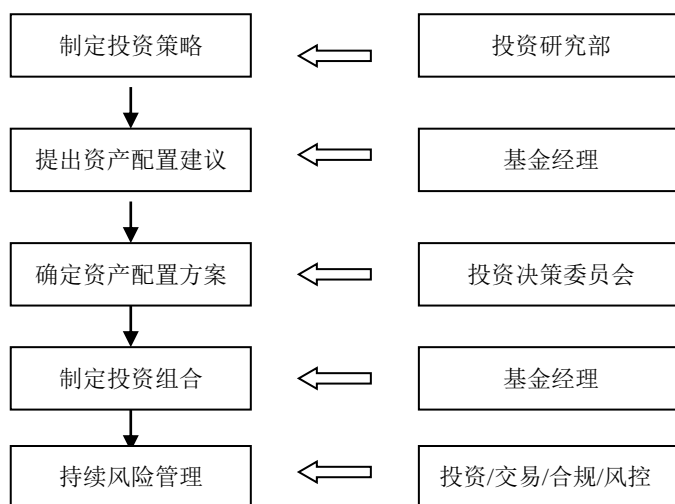 制定投资策略
投资研究部
提出资产配置建议
基金经理
确定资产配置方案
投资决策委员会
制定投资组合
基金经理
持续风险管理
投资/交易/合规/风控